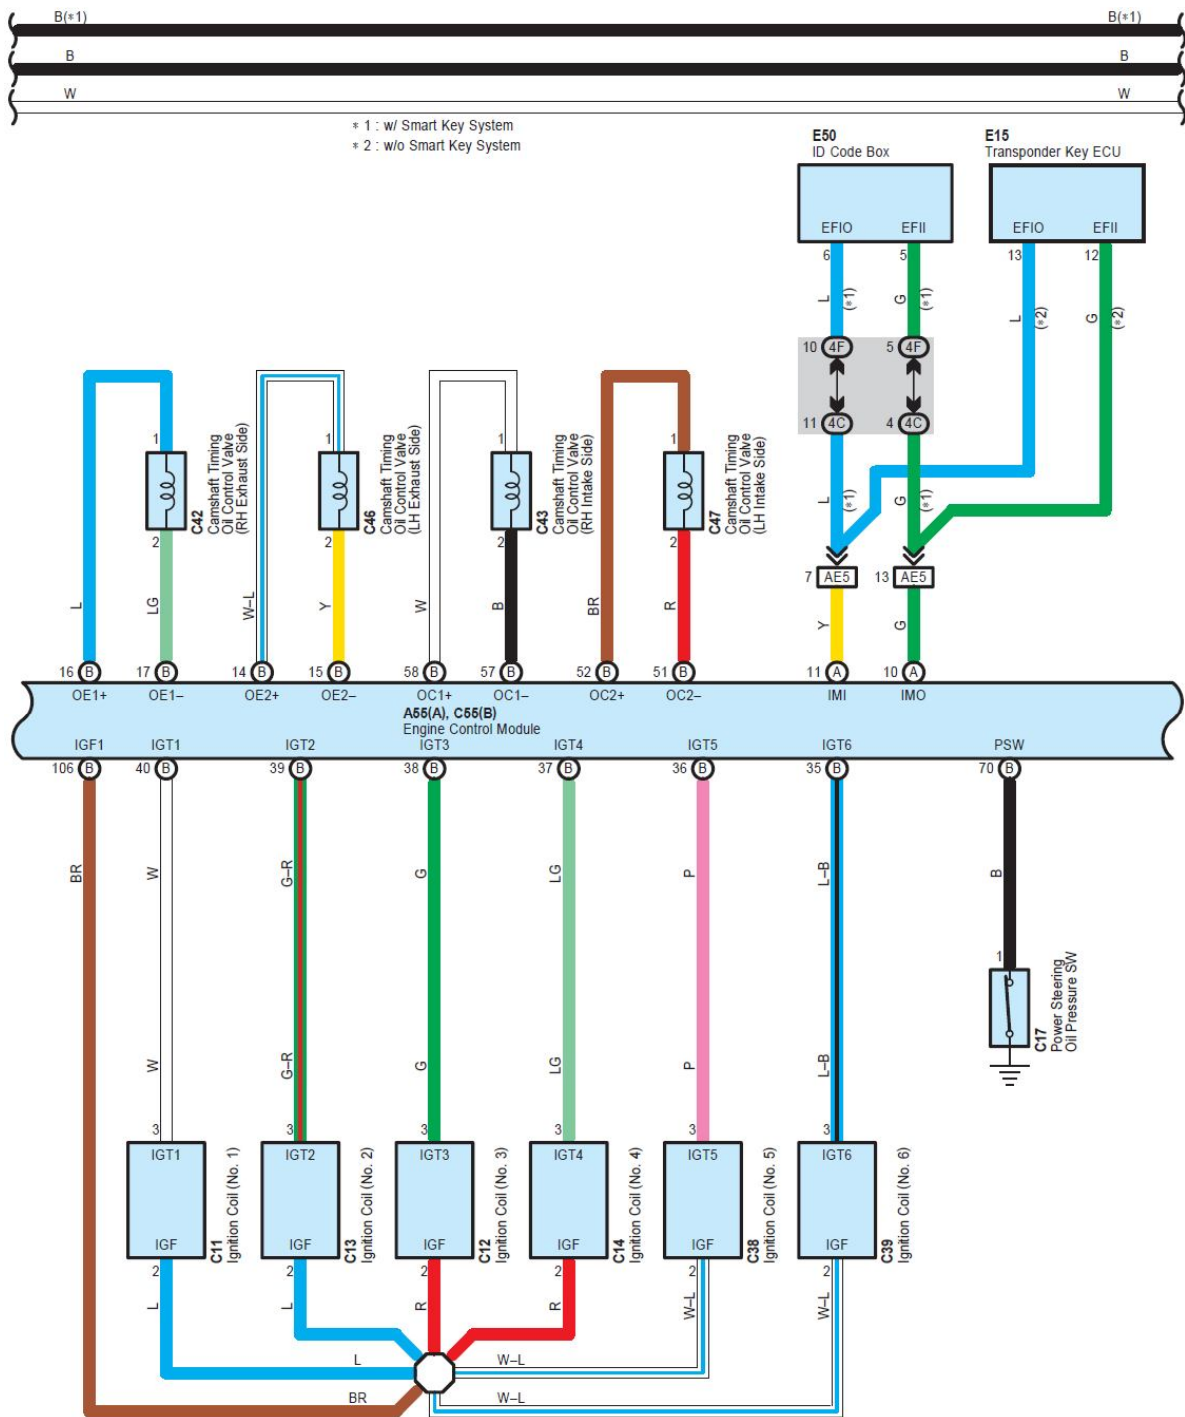 B(*1) B(*1)
B B
W W
* 1 : w/ Smart Key System
* 2 : w/o Smart Key System
E50
ID Code Box
E15
Transponder Key ECU
EFIO EFII EFIO EFII
6 5 13 12
L (*1) G (*1) L (*2) G (*2)
10 4F 5 4F
11 4C 4 4C
1 1 1 1
C42
Camshaft Timing
Oil Control Valve
(RH Exhaust Side)
C46
Camshaft Timing
Oil Control Valve
(LH Exhaust Side)
C43
Camshaft Timing
Oil Control Valve
(RH Intake Side)
C47
Camshaft Timing
Oil Control Valve
(LH Intake Side)
2 2 2 2
L (*1) G (*1)
7 AE5 13 AE5
L LG W–L Y W B BR R Y G
16 B 17 B 14 B 15 B 58 B 57 B 52 B 51 B 11 A 10 A
OE1+ OE1– OE2+ OE2– OC1+ OC1– OC2+ OC2– IMI IMO
A55(A), C55(B)
Engine Control Module
IGF1 IGT1 IGT2 IGT3 IGT4 IGT5 IGT6 PSW
106 B 40 B 39 B 38 B 37 B 36 B 35 B 70 B
BR W G–R G LG P L–B B
1
C17
Power Steering
Oil Pressure SW
W G–R G LG P L–B
3 3 3 3 3 3
IGT1 IGT2 IGT3 IGT4 IGT5 IGT6
C11
Ignition Coil (No. 1)
C13
Ignition Coil (No. 2)
C12
Ignition Coil (No. 3)
C14
Ignition Coil (No. 4)
C38
Ignition Coil (No. 5)
C39
Ignition Coil (No. 6)
IGF IGF IGF IGF IGF IGF
2 2 2 2 2 2
L L R R W–L W–L
L W–L
BR W–L